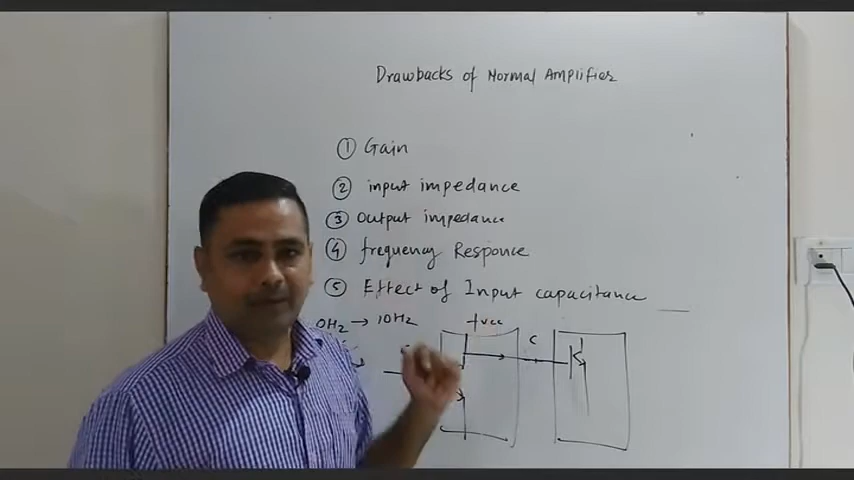 Drawbacks of Normal Amplifier
① Gain
② input impedance
③ Output impedance
④ frequency Response
⑤ Effect of Input capacitance
0Hz → 10Hz
+Vcc
C